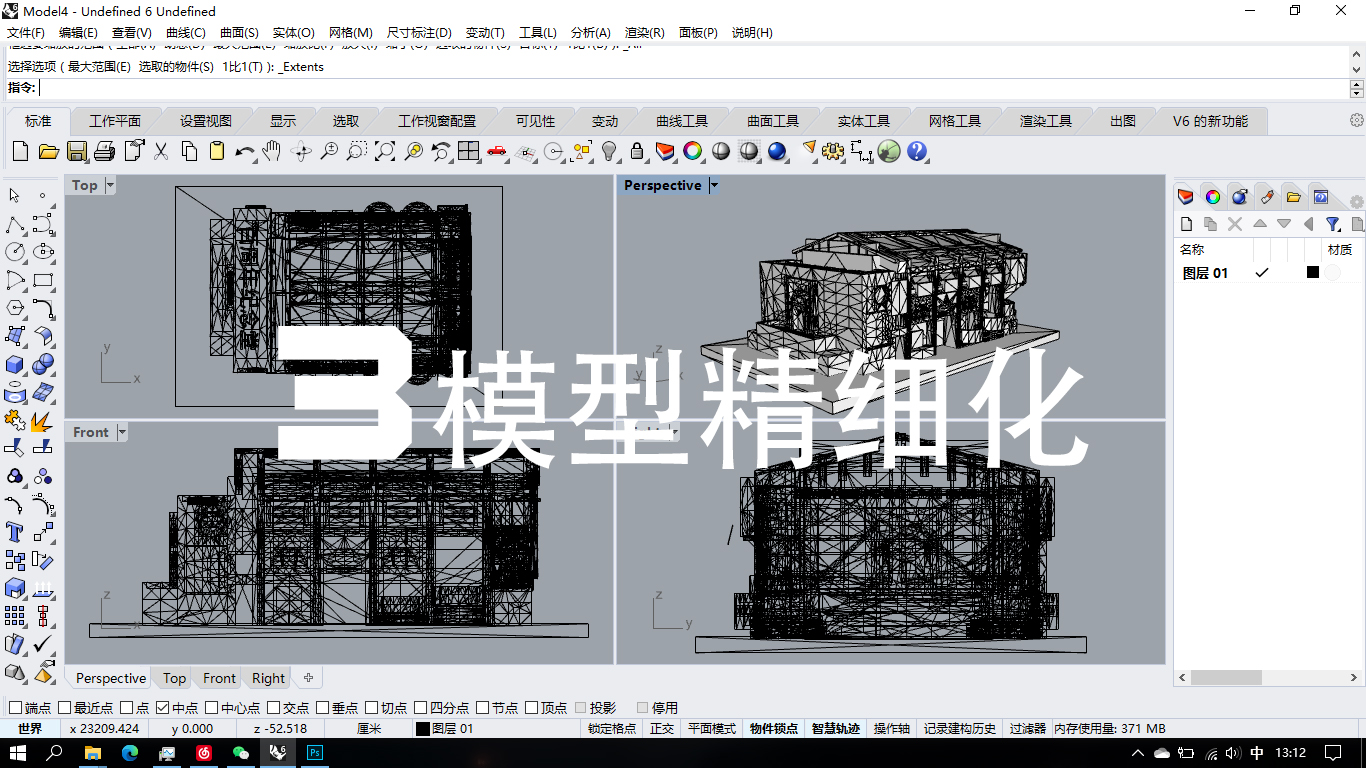 Model4 - Undefined 6 Undefined
文件(F) 编辑(E) 查看(V) 曲线(C) 曲面(S) 实体(O) 网格(M) 尺寸标注(D) 变动(T) 工具(L) 分析(A) 渲染(R) 面板(P) 说明(H)
选择选项 ( 最大范围(E) 选取的物件(S) 1比1(T) ): _Extents
指令:
标准 工作平面 设置视图 显示 选取 工作视窗配置 可见性 变动 曲线工具 曲面工具 实体工具 网格工具 渲染工具 出图 V6 的新功能
Top
Perspective
名称 材质
图层 01
y
x
z
y
x
3 模型精细化
Front
z
x
z
y
Perspective Top Front Right
端点 最近点 点 中点 中心点 交点 垂点 切点 四分点 节点 顶点 投影 停用
世界 x 23209.424 y 0.000 z -52.518 厘米 图层 01 锁定格点 正交 平面模式 物件锁点 智慧轨迹 操作轴 记录建构历史 过滤器 内存使用量: 371 MB
Ps 中 13:12